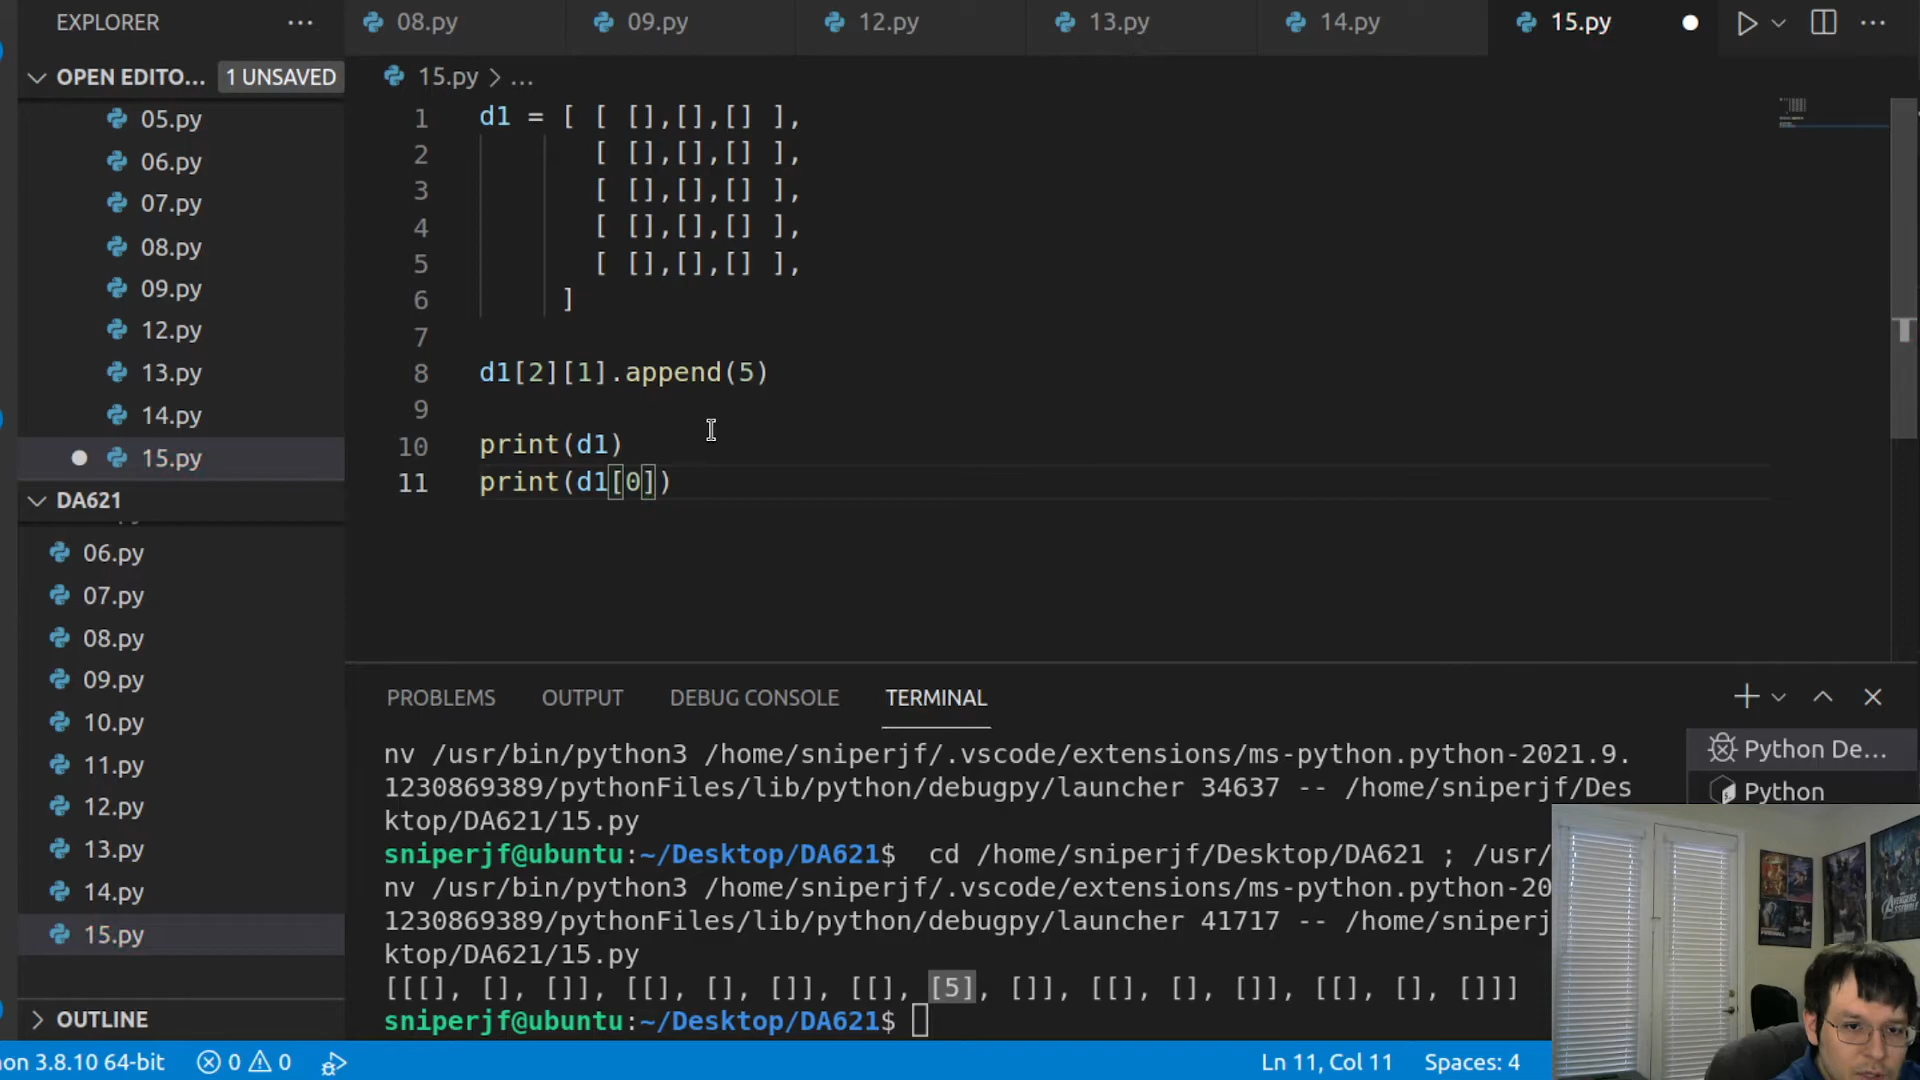 EXPLORER
08.py
09.py
12.py
13.py
14.py
15.py
OPEN EDITO...
1 UNSAVED
05.py
06.py
07.py
08.py
09.py
12.py
13.py
14.py
15.py
DA621
06.py
07.py
08.py
09.py
10.py
11.py
12.py
13.py
14.py
15.py
OUTLINE
15.py > ...
1 d1 = [ [ [],[],[] ],
2 [ [],[],[] ],
3 [ [],[],[] ],
4 [ [],[],[] ],
5 [ [],[],[] ],
6 ]
7
8 d1[2][1].append(5)
9
10 print(d1)
11 print(d1[0])
PROBLEMS OUTPUT DEBUG CONSOLE TERMINAL
nv /usr/bin/python3 /home/sniperjf/.vscode/extensions/ms-python.python-2021.9.
1230869389/pythonFiles/lib/python/debugpy/launcher 34637 -- /home/sniperjf/Des
ktop/DA621/15.py
sniperjf@ubuntu:~/Desktop/DA621$ cd /home/sniperjf/Desktop/DA621 ; /usr/
nv /usr/bin/python3 /home/sniperjf/.vscode/extensions/ms-python.python-20
1230869389/pythonFiles/lib/python/debugpy/launcher 41717 -- /home/sniperj
ktop/DA621/15.py
[[[], [], []], [[], [], []], [[], [5], []], [[], [], []], [[], [], []]]
sniperjf@ubuntu:~/Desktop/DA621$
Python De...
Python
on 3.8.10 64-bit
0
0
Ln 11, Col 11
Spaces: 4